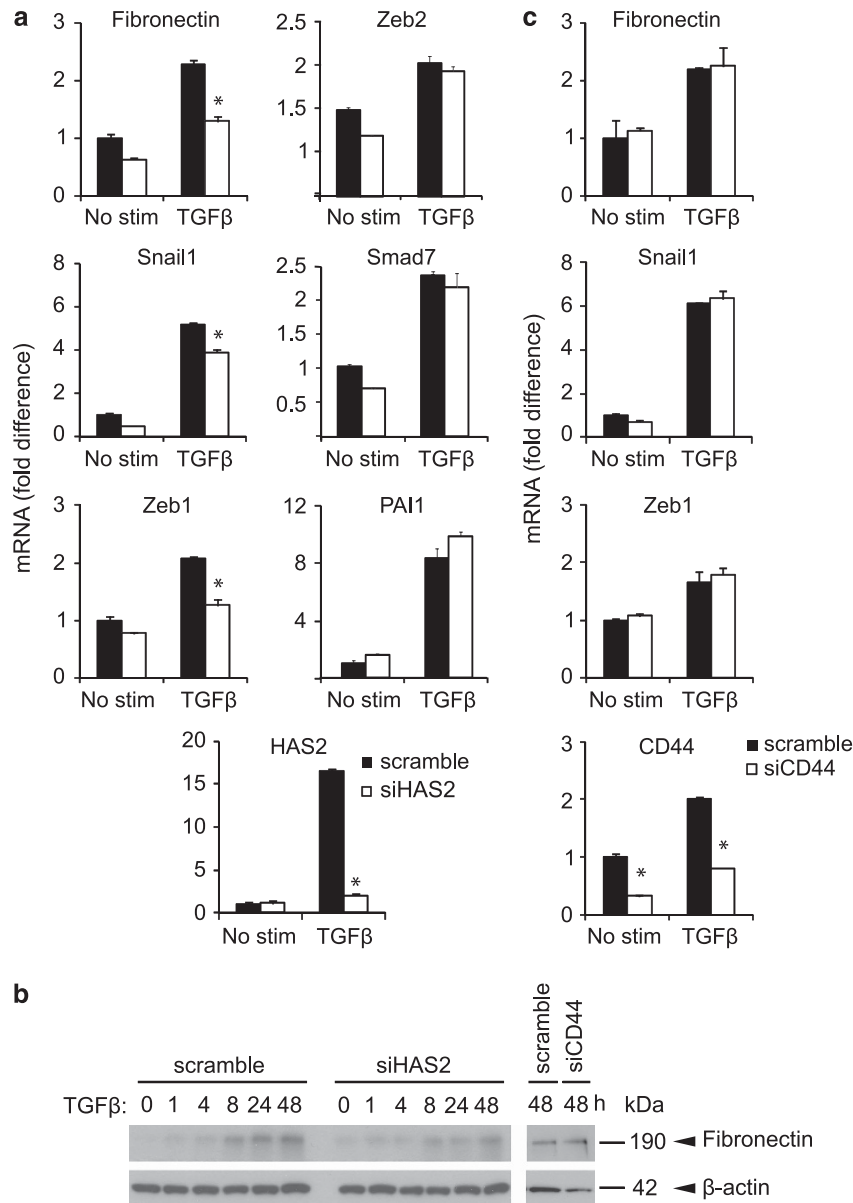 a
Fibronectin
3
2
1
0
*
No stim TGFβ
Zeb2
2.5
2
1.5
1
No stim TGFβ
Snail1
8
6
4
2
0
*
No stim TGFβ
Smad7
2.5
2
1.5
1
0.5
No stim TGFβ
Zeb1
3
2
1
0
*
No stim TGFβ
PAI1
12
8
4
No stim TGFβ
HAS2
20
15
10
5
0
*
No stim TGFβ
scramble
siHAS2
mRNA (fold difference)
c
Fibronectin
3
2
1
0
No stim TGFβ
Snail1
8
6
4
2
0
No stim TGFβ
Zeb1
3
2
1
0
No stim TGFβ
CD44
3
2
1
0
*
*
No stim TGFβ
scramble
siCD44
mRNA (fold difference)
b
scramble siHAS2 scramble siCD44
TGFβ: 0 1 4 8 24 48 0 1 4 8 24 48 48 48 h kDa
190 Fibronectin
42 β-actin